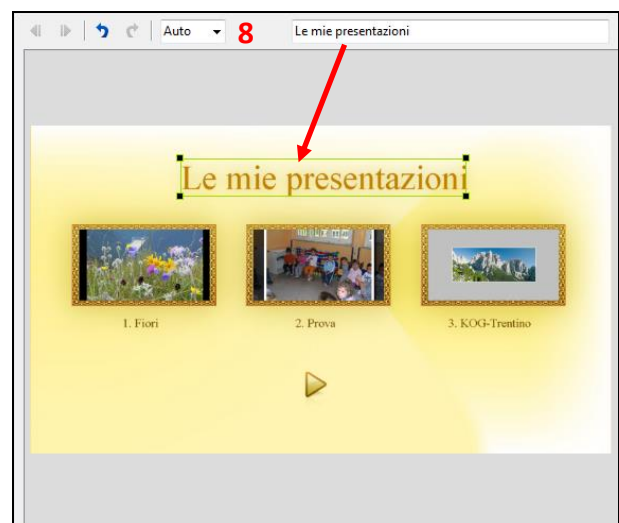 Auto 8 Le mie presentazioni
Le mie presentazioni
1. Fiori 2. Prova 3. KOG-Trentino